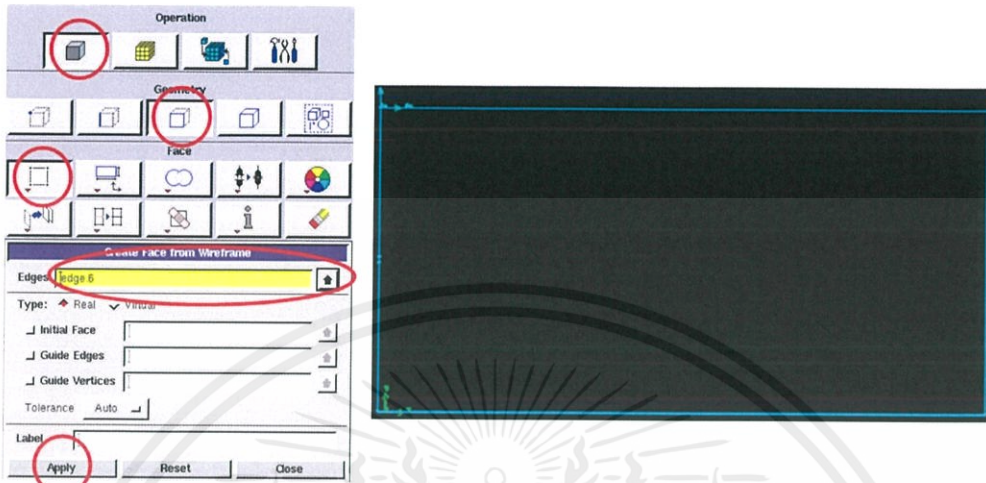 Operation
Geometry
Face
Create Face from Wireframe
Edges edge.6
Type: Real Virtual
Initial Face
Guide Edges
Guide Vertices
Tolerance Auto
Label
Apply Reset Close